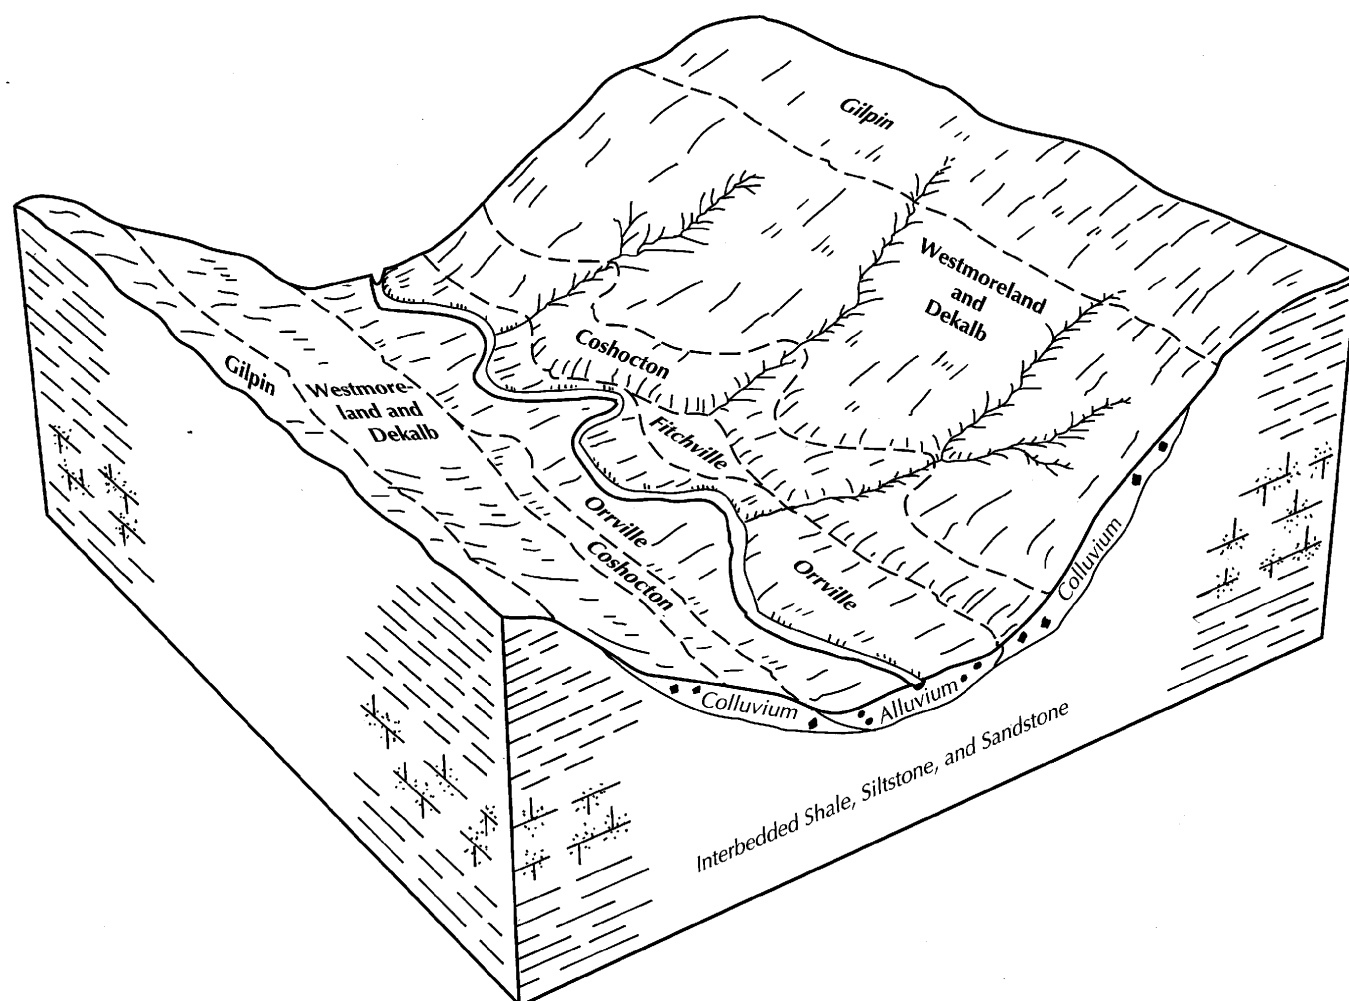 Gilpin
Westmoreland
and
Dekalb
Coshocton
Gilpin
Westmore-
land and
Dekalb
Fitchville
Orrville
Coshocton
Orrville
Colluvium
Colluvium
Alluvium
Interbedded Shale, Siltstone, and Sandstone